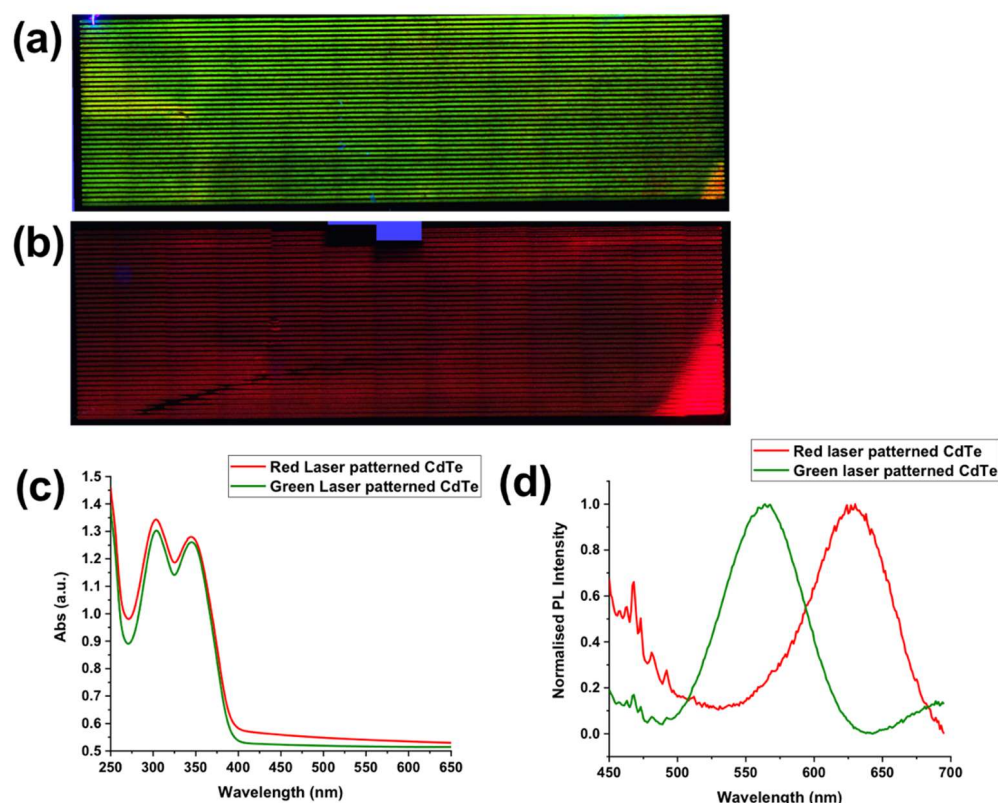 (a)
(b)
(c)
Red Laser patterned CdTe
Green Laser patterned CdTe
1.5
1.4
1.3
1.2
1.1
1.0
0.9
0.8
0.7
0.6
0.5
Abs (a.u.)
250 300 350 400 450 500 550 600 650
Wavelength (nm)
(d)
Red laser patterned CdTe
Green laser patterned CdTe
1.0
0.8
0.6
0.4
0.2
0.0
Normalised PL Intensity
450 500 550 600 650 700
Wavelength (nm)